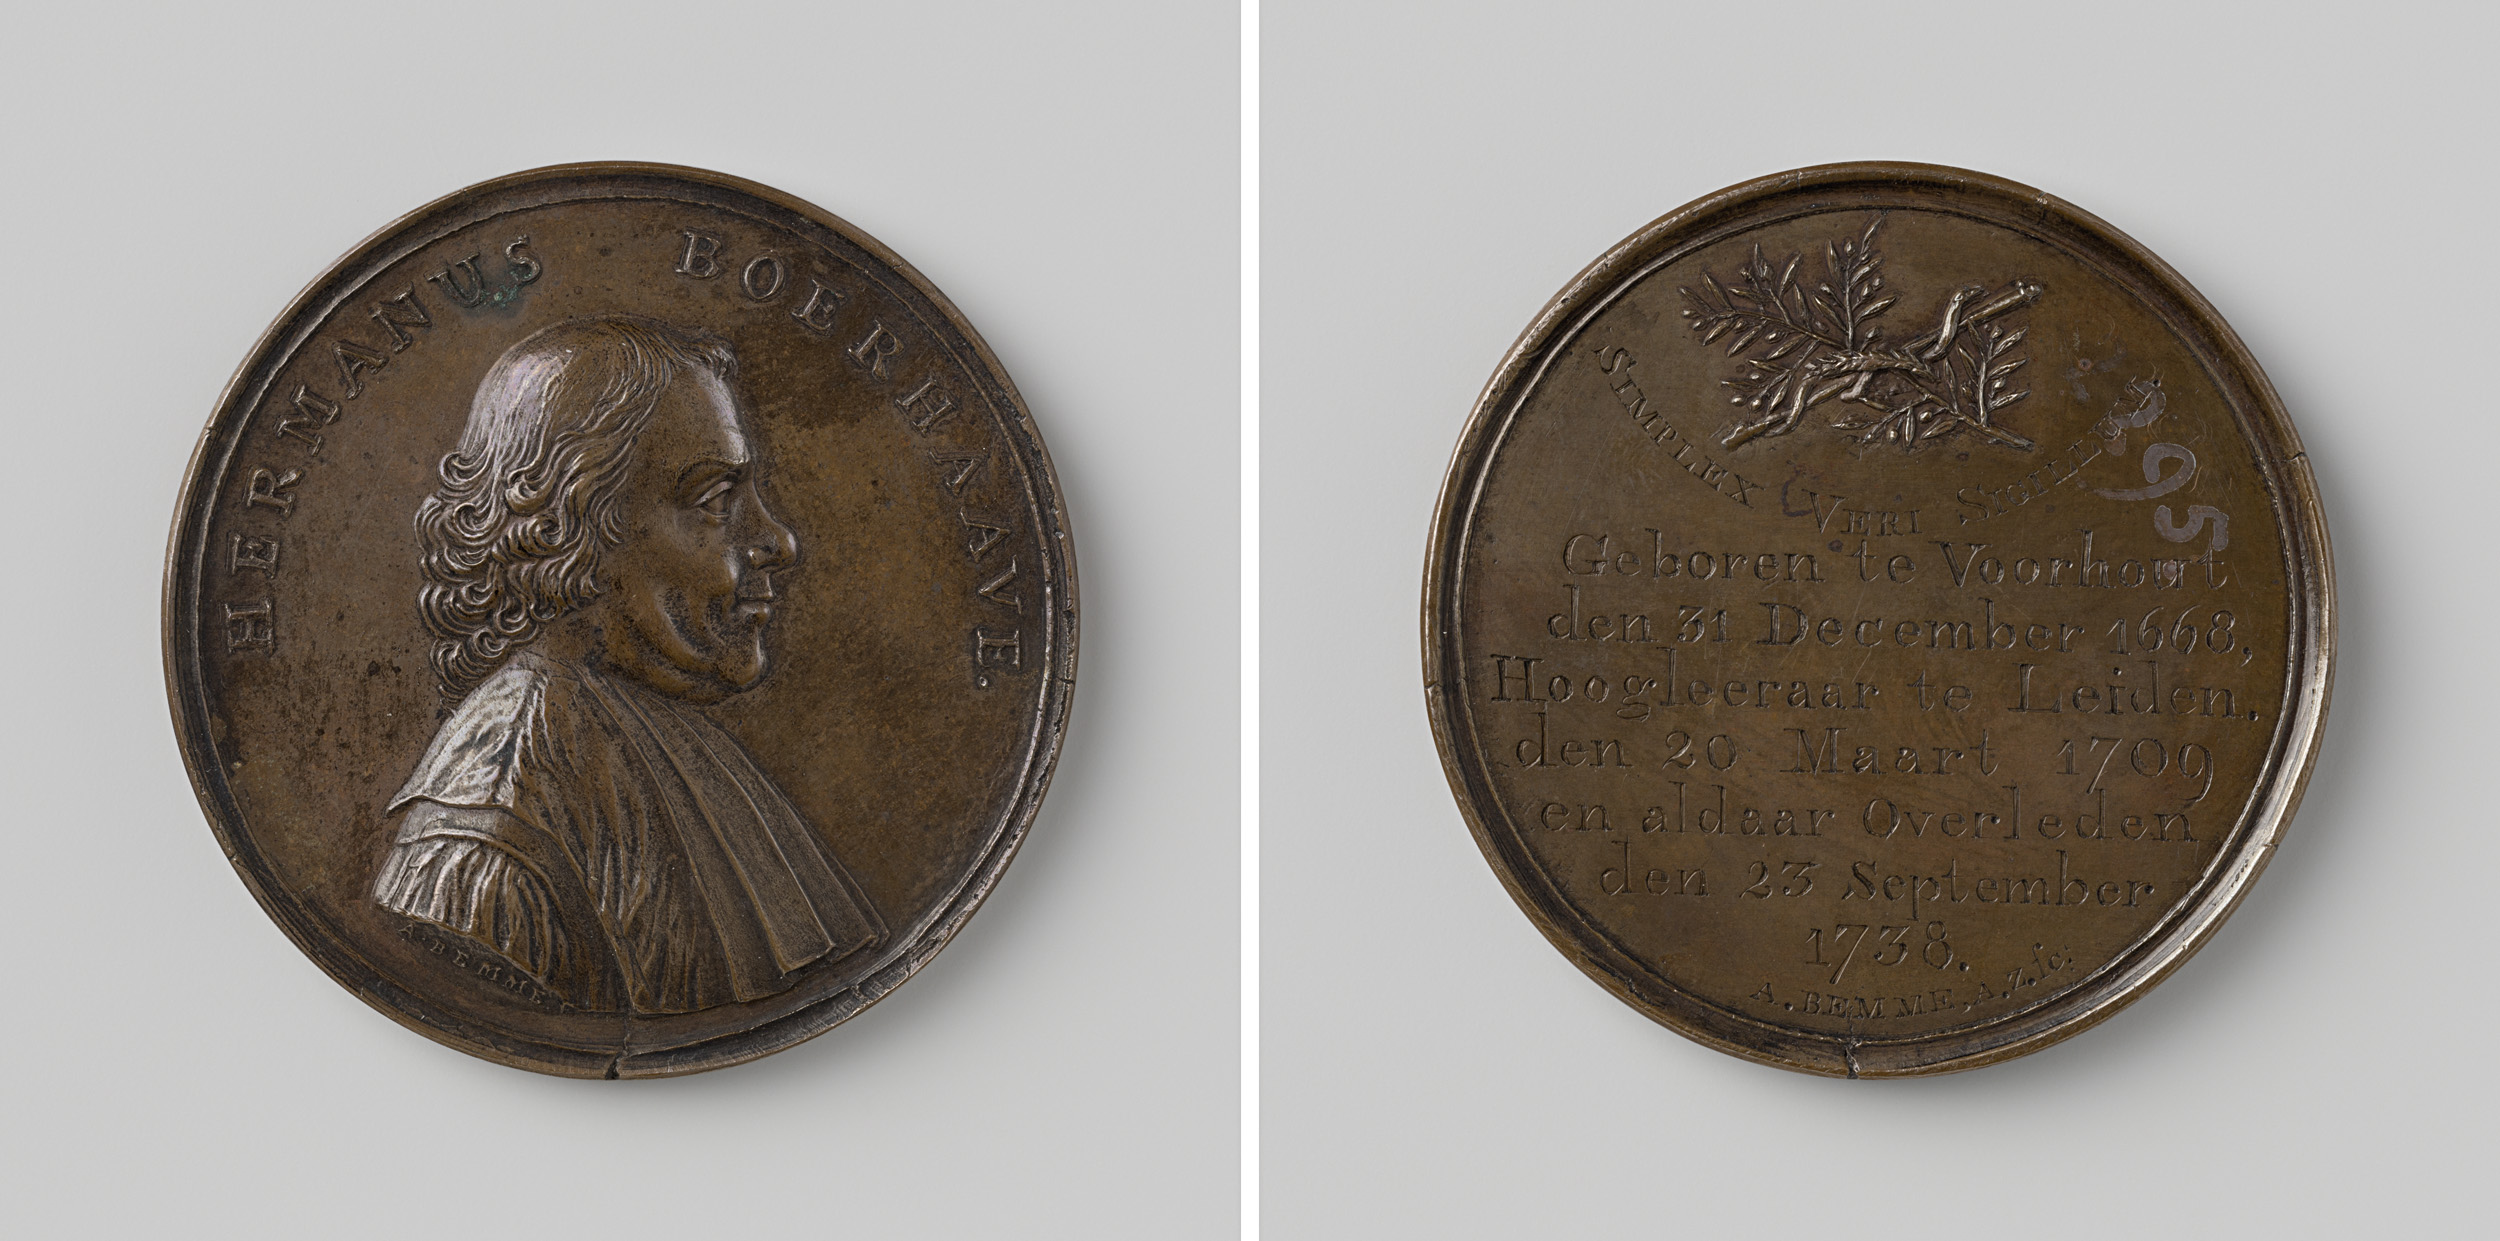 HERMANUS BOERHAAVE.
A. BEMME F.
SIMPLEX VERI SIGILLUM
Geboren te Voorhout
den 31 December 1668,
Hoogleeraar te Leiden.
den 20 Maart 1709
en aldaar Overleden
den 23 September
1738.
A. BEMME, A. z. ſc: